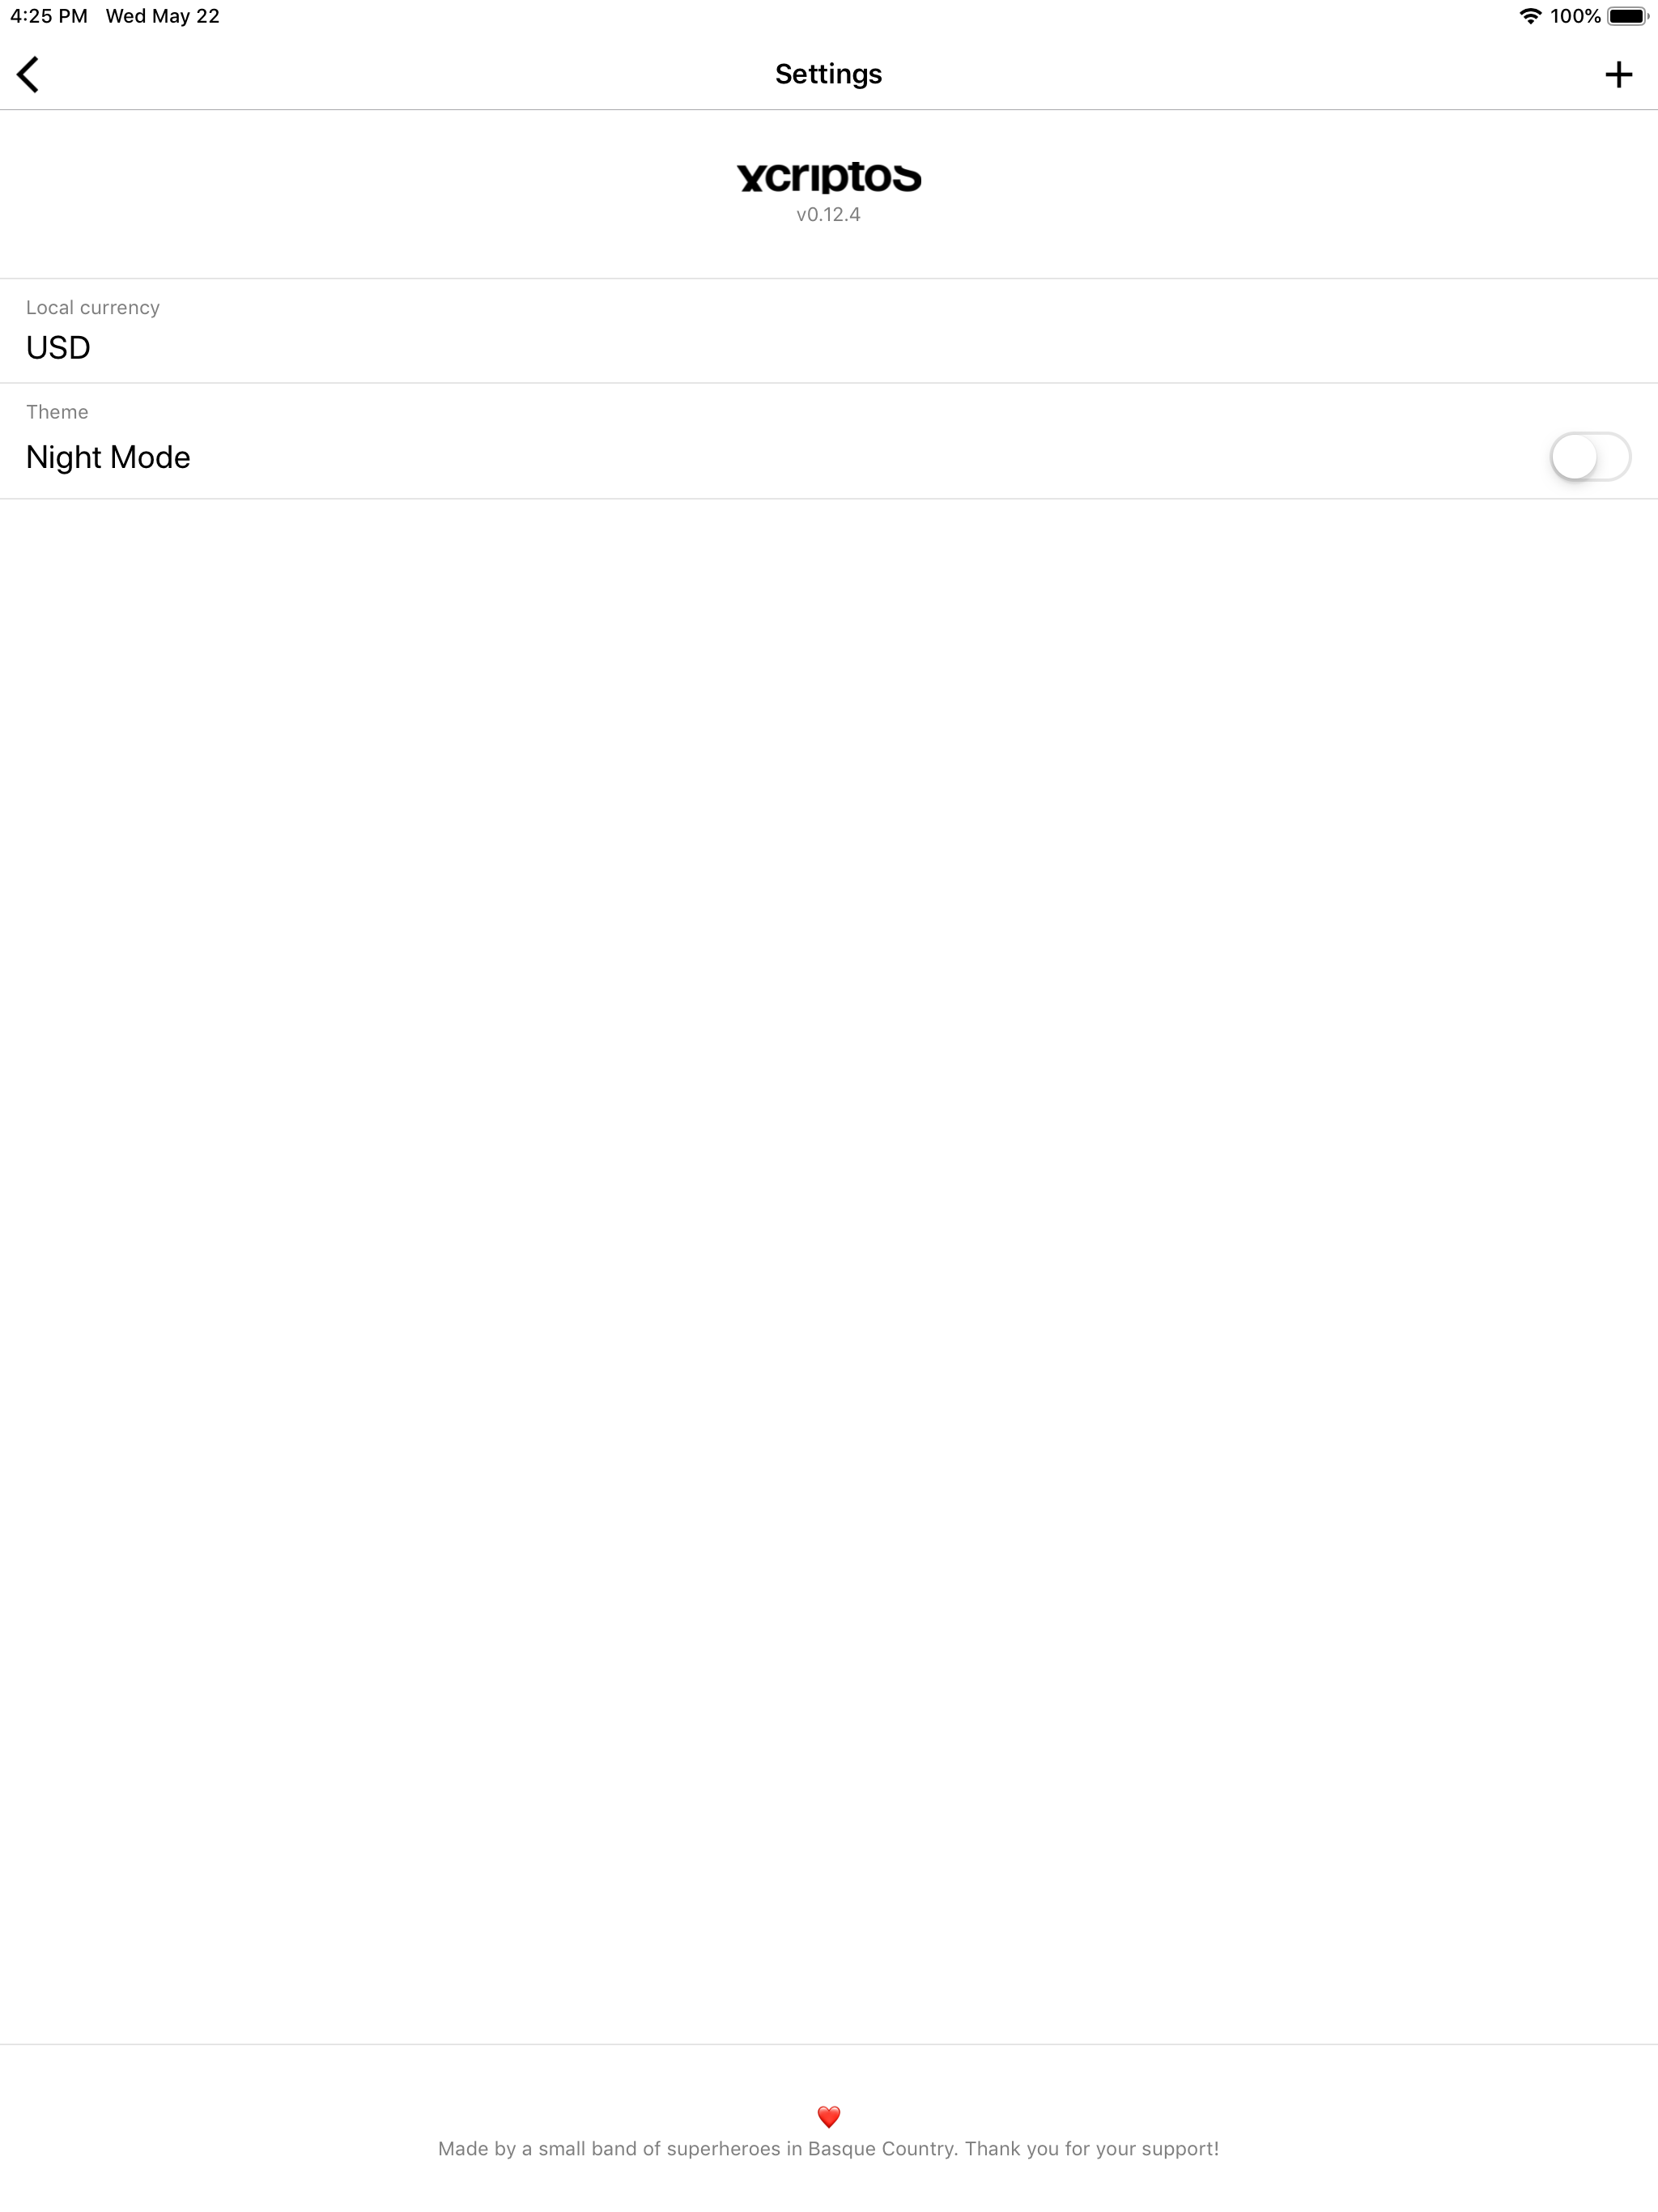 4:25 PM Wed May 22
100%
Settings
xcriptos
v0.12.4
Local currency
USD
Theme
Night Mode
Made by a small band of superheroes in Basque Country. Thank you for your support!